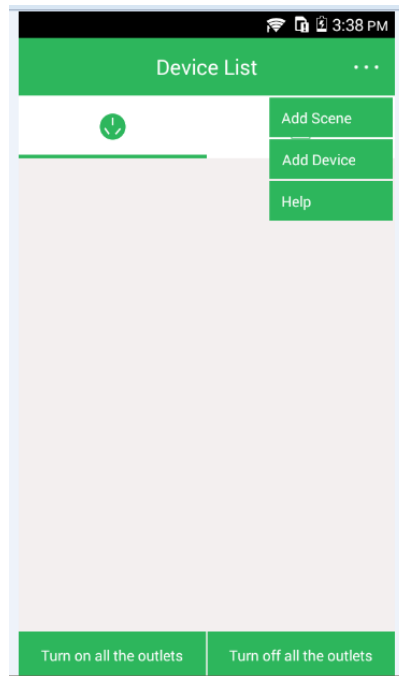 3:38 PM
Device List
Add Scene
Add Device
Help
Turn on all the outlets
Turn off all the outlets